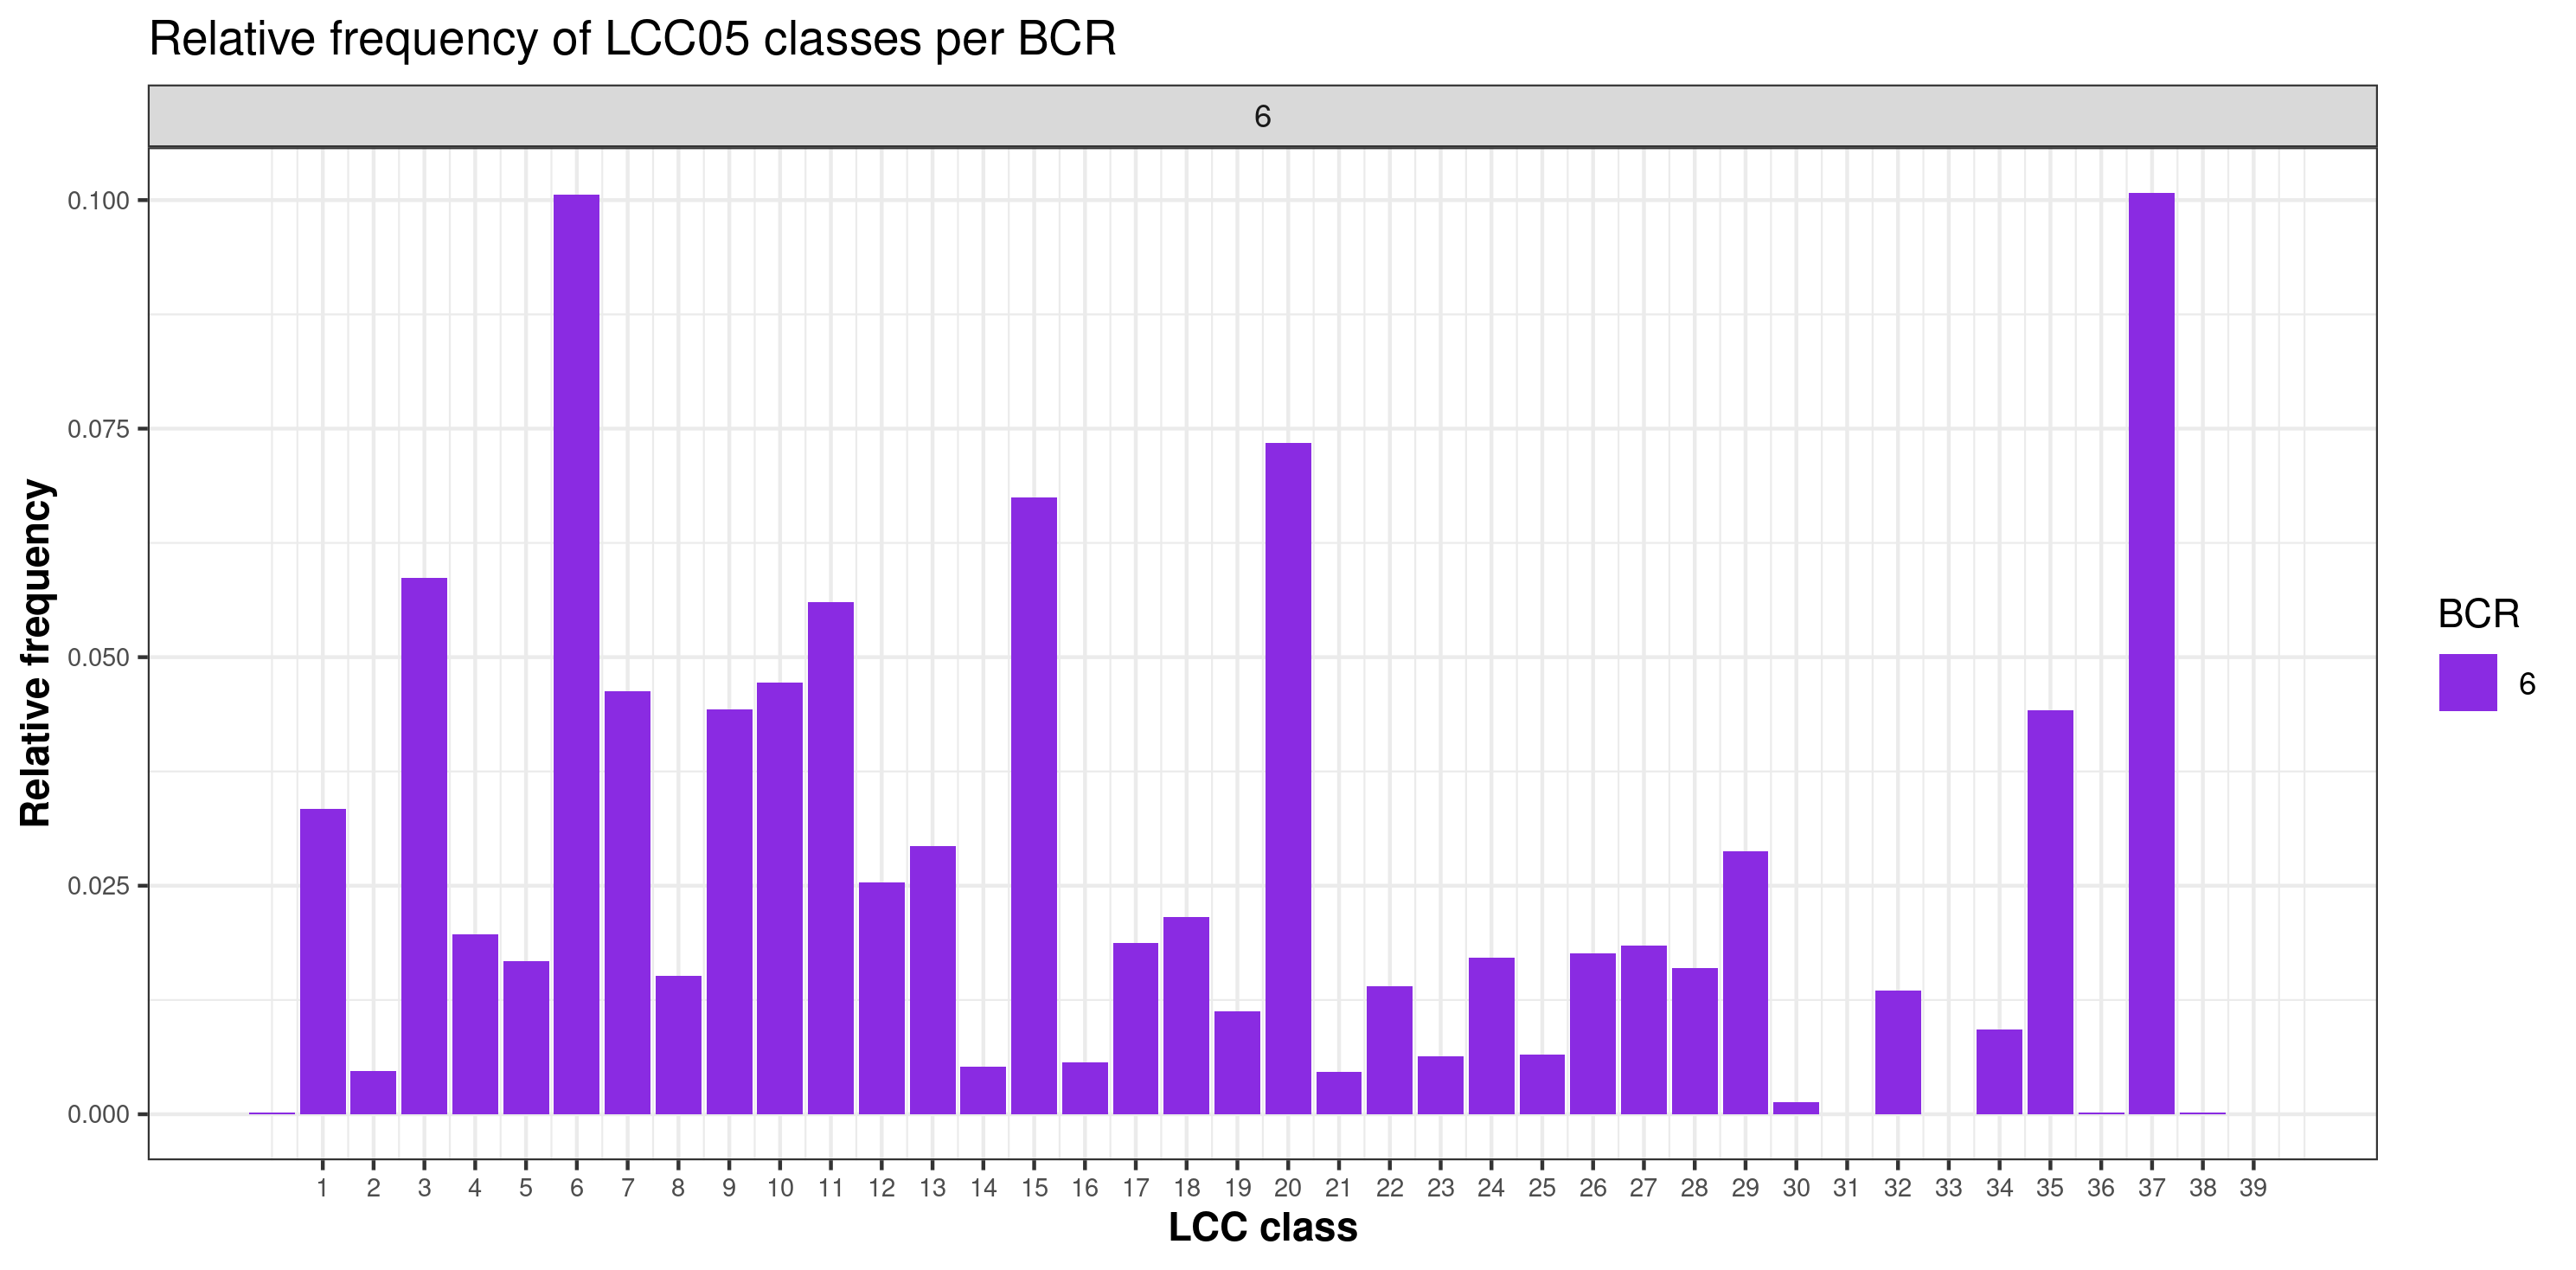 Relative frequency of LCC05 classes per BCR
6
0.100
0.075
0.050
0.025
0.000
Relative frequency
1 2 3 4 5 6 7 8 9 10 11 12 13 14 15 16 17 18 19 20 21 22 23 24 25 26 27 28 29 30 31 32 33 34 35 36 37 38 39
LCC class
BCR
6